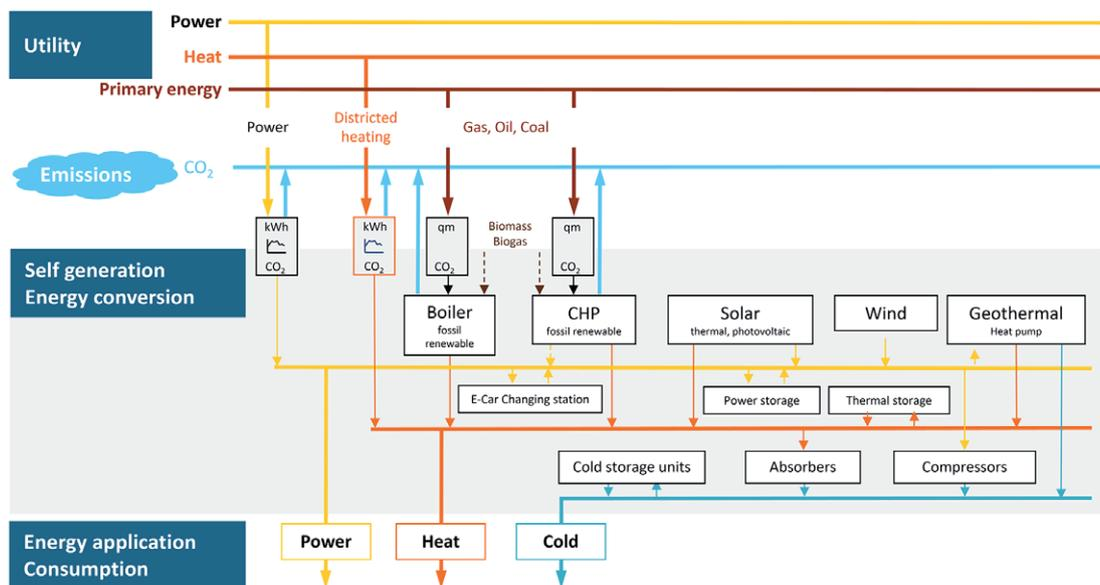 Utility
Power
Heat
Primary energy
Power
Districted
heating
Gas, Oil, Coal
Emissions
CO₂
kWh
CO₂
kWh
CO₂
qm
CO₂
Biomass
Biogas
qm
CO₂
Self generation
Energy conversion
Boiler
fossil
renewable
CHP
fossil renewable
Solar
thermal, photovoltaic
Wind
Geothermal
Heat pump
E-Car Changing station
Power storage
Thermal storage
Cold storage units
Absorbers
Compressors
Energy application
Consumption
Power
Heat
Cold